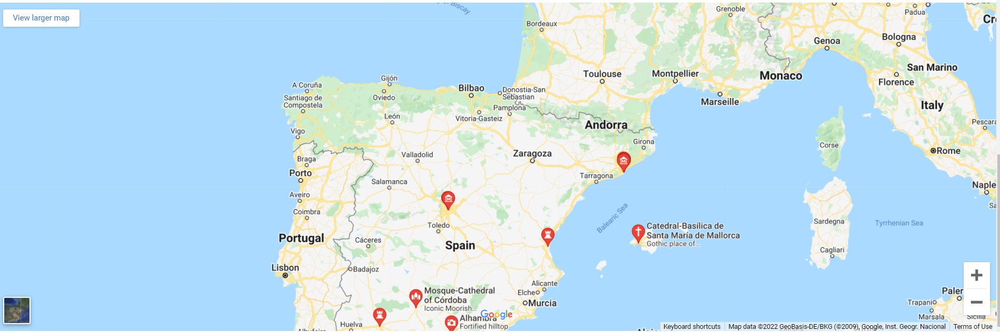 View larger map
of Biscay
Grenoble
Padua
Bordeaux
Genoa
Bologna
Toulouse
Montpellier
Monaco
San Marino
Florence
Gijón
A Coruña
Bilbao
Donostia-San
Sebastian
Marseille
Santiago de
Compostela
Oviedo
Pamplona
Italy
León
Vitoria-Gasteiz
Andorra
Pescara
Vigo
Girona
Corse
Rome
Braga
Valladolid
Zaragoza
Porto
Tarragona
Salamanca
Aveiro
Naple
Coimbra
Balearic Sea
Sardegna
Tyrrhenian Sea
Toledo
Catedral-Basílica de
Santa María de Mallorca
Gothic place of...
Portugal
Cáceres
Spain
Cagliari
Lisbon
Badajoz
Alicante
Elche
Murcia
Mosque-Cathedral
of Córdoba
Iconic Moorish...
Paler
Trapani
Marsala
Sicilia
Huelva
Google
Alhambra
Fortified hilltop
Keyboard shortcuts
Map data ©2022 GeoBasis-DE/BKG (©2009), Google, Inst. Geogr. Nacional
Terms of Use